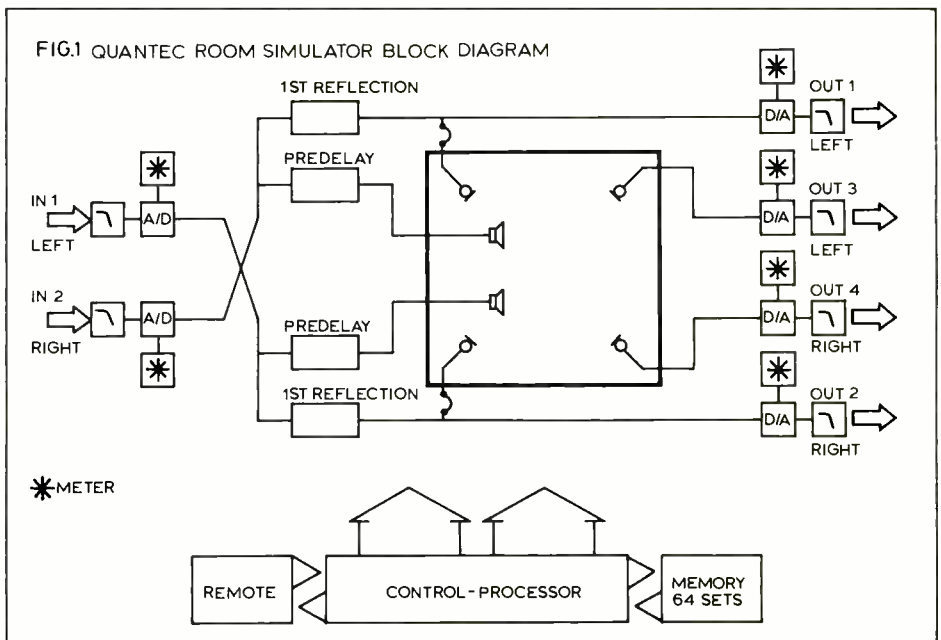 FIG.1 QUANTEC ROOM SIMULATOR BLOCK DIAGRAM
1ST REFLECTION
OUT 1
D/A
LEFT
PREDELAY
IN 1
A/D
LEFT
OUT 3
D/A
LEFT
IN 2
A/D
RIGHT
OUT 4
D/A
RIGHT
PREDELAY
1ST REFLECTION
OUT 2
D/A
RIGHT
METER
REMOTE
CONTROL-PROCESSOR
MEMORY
64 SETS